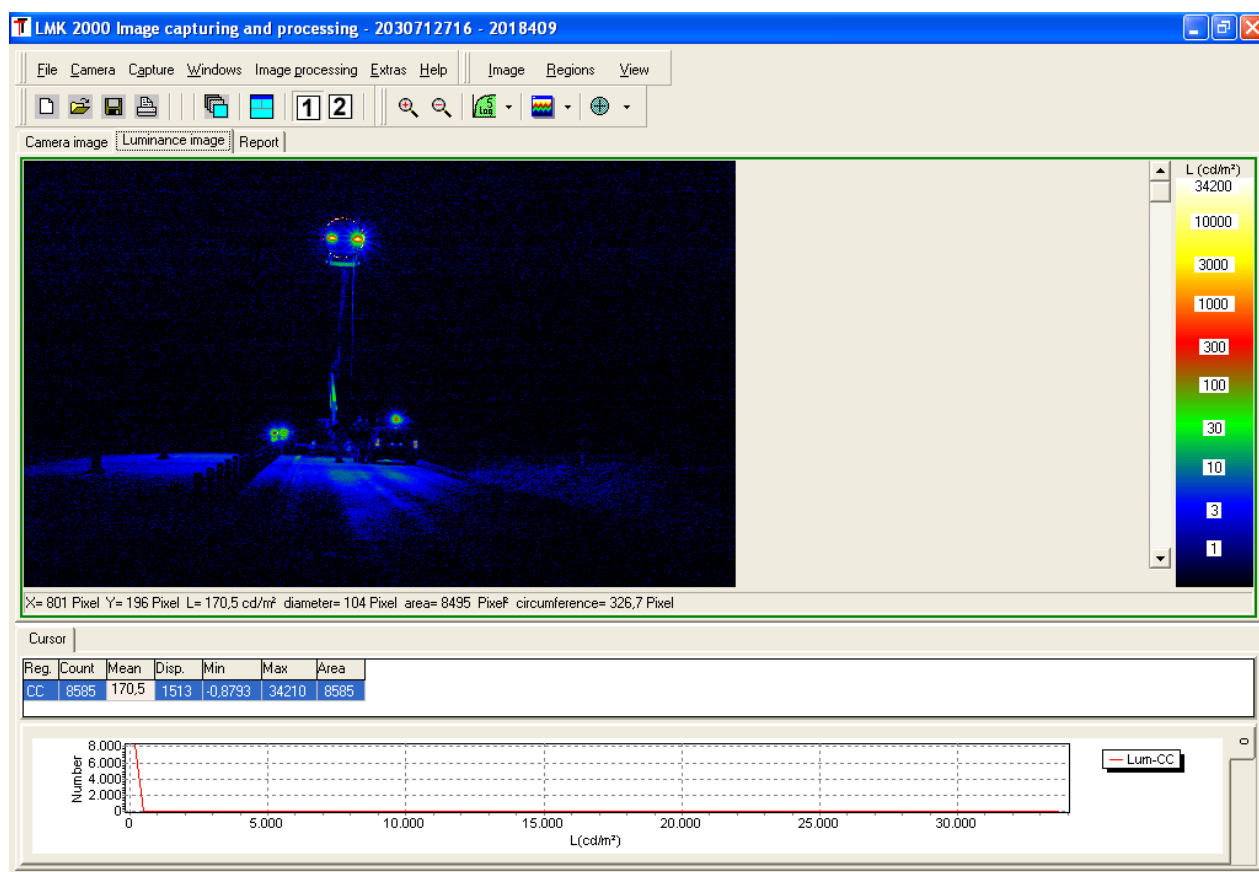 LMK 2000 Image capturing and processing - 2030712716 - 2018409
File Camera Capture Windows Image processing Extras Help Image Regions View
1 2 Log 5
Camera image Luminance image Report
L (cd/m²)
34200
10000
3000
1000
300
100
30
10
3
1
X= 801 Pixel Y= 196 Pixel L= 170,5 cd/m² diameter= 104 Pixel area= 8495 Pixel² circumference= 326,7 Pixel
Cursor
Reg. Count Mean Disp. Min Max Area
CC 8585 170,5 1513 -0,8793 34210 8585
Number
8.000
6.000
4.000
2.000
0
0 5.000 10.000 15.000 20.000 25.000 30.000
L(cd/m²)
Lum-CC